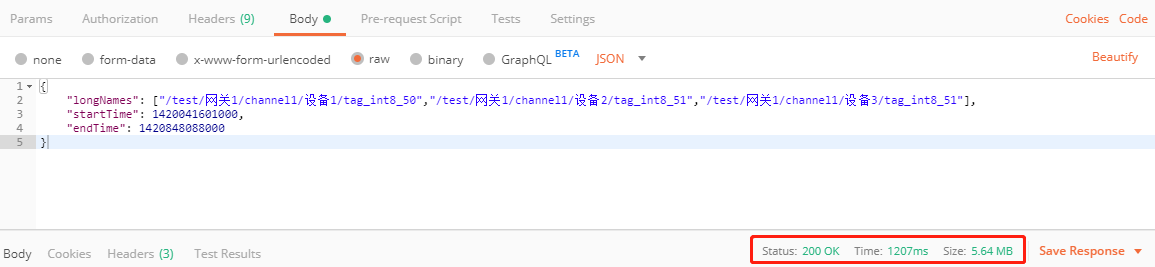 Params Authorization Headers (9) Body Pre-request Script Tests Settings Cookies Code
none form-data x-www-form-urlencoded raw binary GraphQL BETA JSON Beautify
1 {
2 "longNames": ["/test/网关1/channel1/设备1/tag_int8_50","/test/网关1/channel1/设备2/tag_int8_51","/test/网关1/channel1/设备3/tag_int8_51"],
3 "startTime": 1420041601000,
4 "endTime": 1420848088000
5 }
Body Cookies Headers (3) Test Results Status: 200 OK Time: 1207ms Size: 5.64 MB Save Response